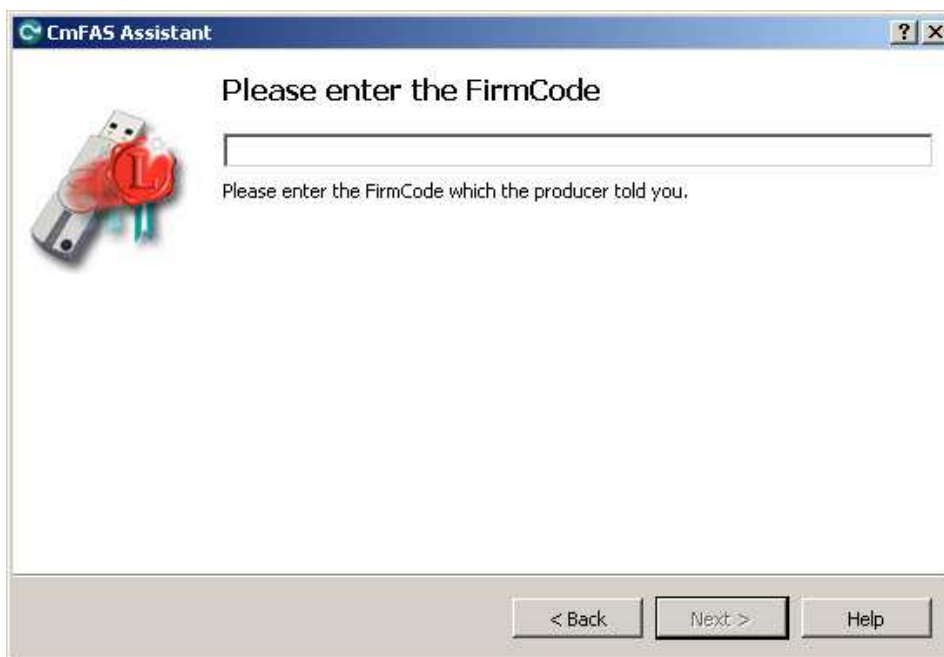 CmFAS Assistant
Please enter the FirmCode
L
Please enter the FirmCode which the producer told you.
< Back Next > Help